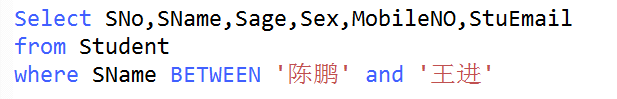 Select SNo,SName,Sage,Sex,MobileNO,StuEmail
from Student
where SName BETWEEN '陈鹏' and '王进'